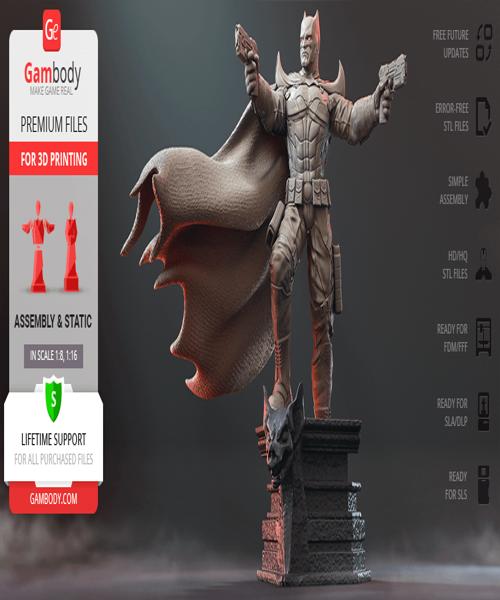 Ge
Gambody
MAKE GAME REAL
PREMIUM FILES
FOR 3D PRINTING
ASSEMBLY & STATIC
IN SCALE 1:8, 1:16
S
LIFETIME SUPPORT
FOR ALL PURCHASED FILES
GAMBODY.COM
FREE FUTURE
UPDATES
ERROR-FREE
STL FILES
SIMPLE
ASSEMBLY
HD/HQ
STL FILES
READY FOR
FDM/FFF
READY FOR
SLA/DLP
READY
FOR SLS